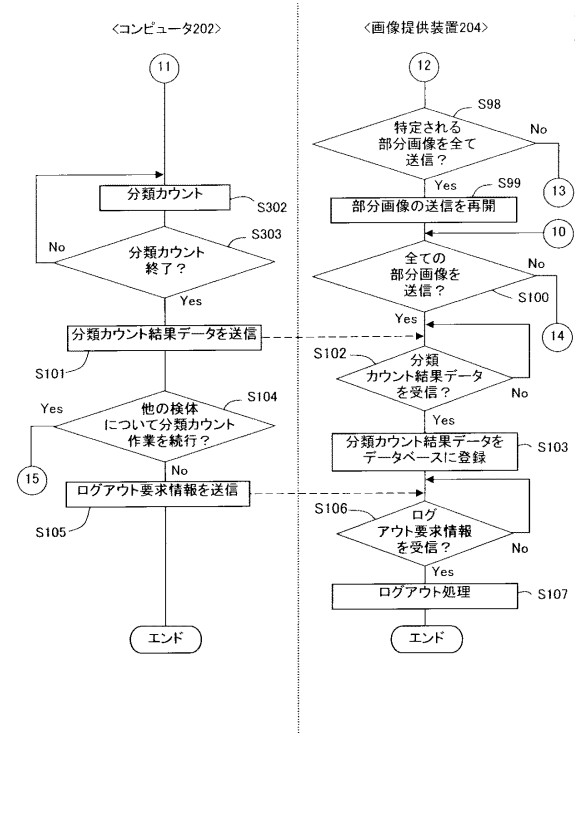 <コンピュータ202>
11
分類カウント
S302
S303
分類カウント
終了？
No
Yes
分類カウント結果データを送信
S101
S104
Yes
他の検体
について分類カウント
作業を続行？
15
No
ログアウト要求情報を送信
S105
エンド
<画像提供装置204>
12
S98
特定される
部分画像を全て
送信？
No
13
Yes
S99
部分画像の送信を再開
10
全ての
部分画像を
送信？
No
S100
14
Yes
S102
分類
カウント結果データ
を受信？
No
Yes
分類カウント結果データを
データベースに登録
S103
S106
ログ
アウト要求情報
を受信？
No
Yes
ログアウト処理
S107
エンド